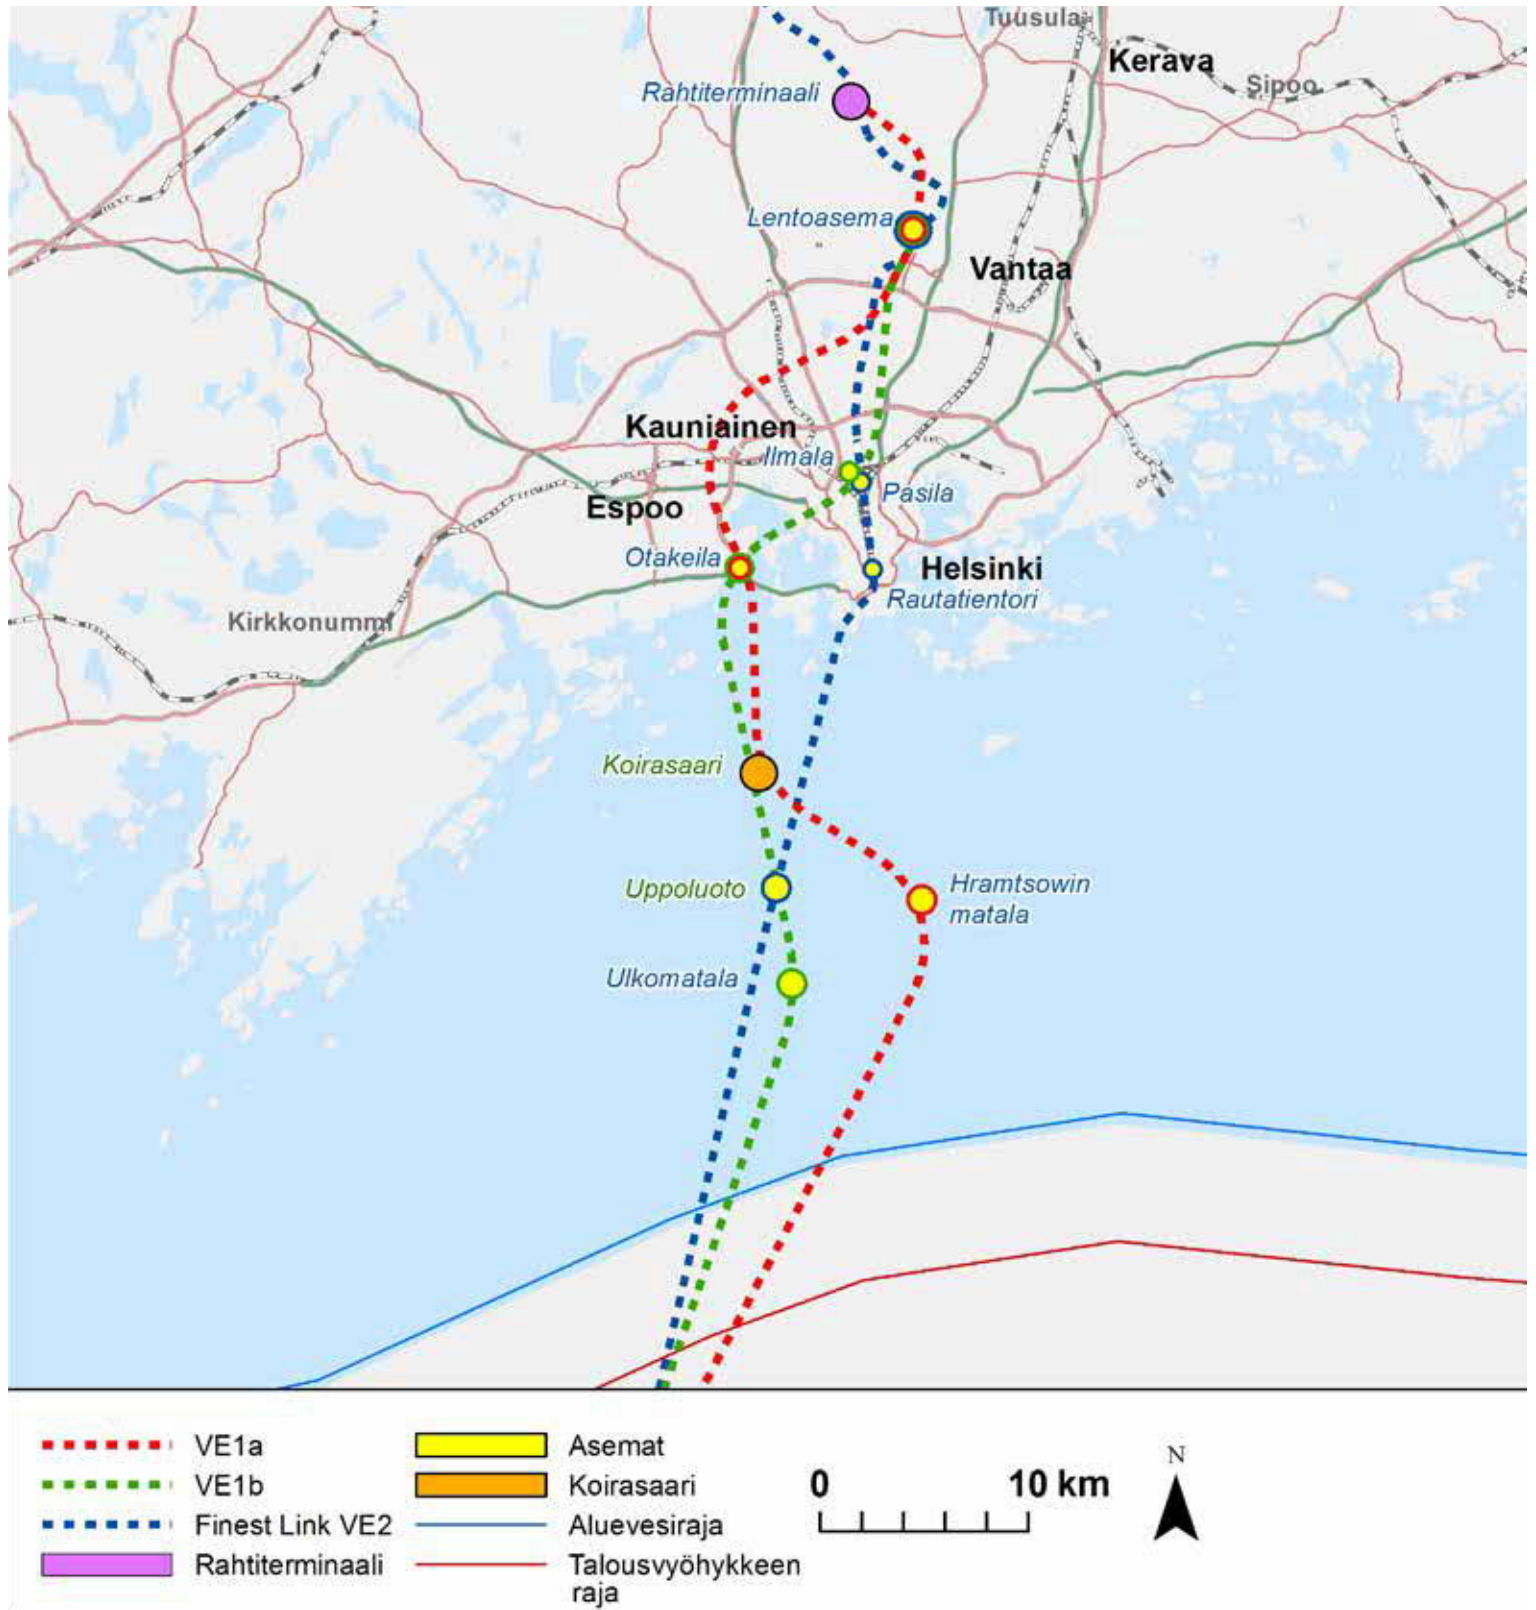 Tuusula
Kerava
Sipoo
Rahtiterminaali
Lentoasema
Vantaa
Kauniainen
Ilmala
Pasila
Espoo
Otakeila
Helsinki
Rautatientori
Kirkkonummi
Koirasaari
Uppoluoto
Hramtsowin
matala
Ulkomatala
VE1a
VE1b
Finest Link VE2
Rahtiterminaali
Asemat
Koirasaari
Aluevesiraja
Talousvyöhykkeen
raja
0 10 km
N